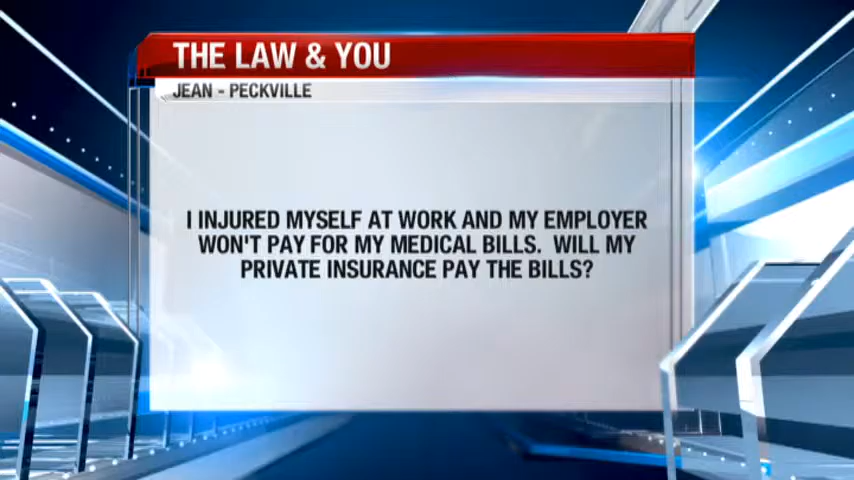 THE LAW & YOU
JEAN - PECKVILLE
I INJURED MYSELF AT WORK AND MY EMPLOYER
WON'T PAY FOR MY MEDICAL BILLS. WILL MY
PRIVATE INSURANCE PAY THE BILLS?